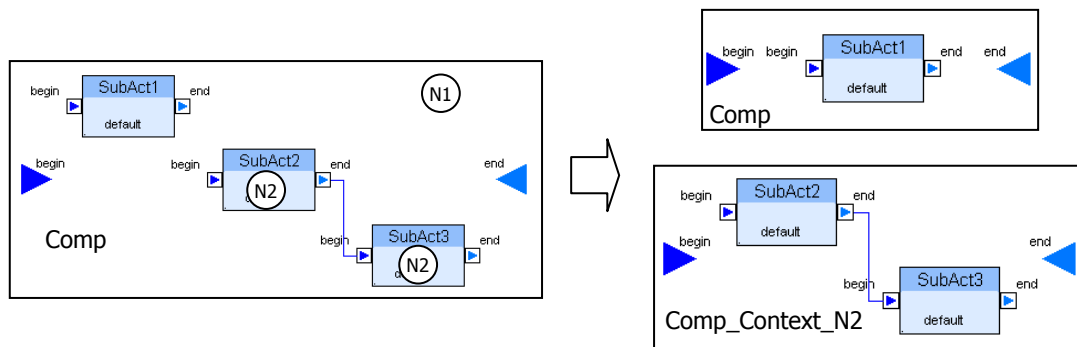 SubAct1
begin
end
default
N1
begin
SubAct2
begin
end
end
N2
d
SubAct3
begin
end
N2
d
Comp
begin
begin
SubAct1
end
end
default
Comp
SubAct2
begin
end
default
begin
end
SubAct3
begin
end
default
Comp_Context_N2